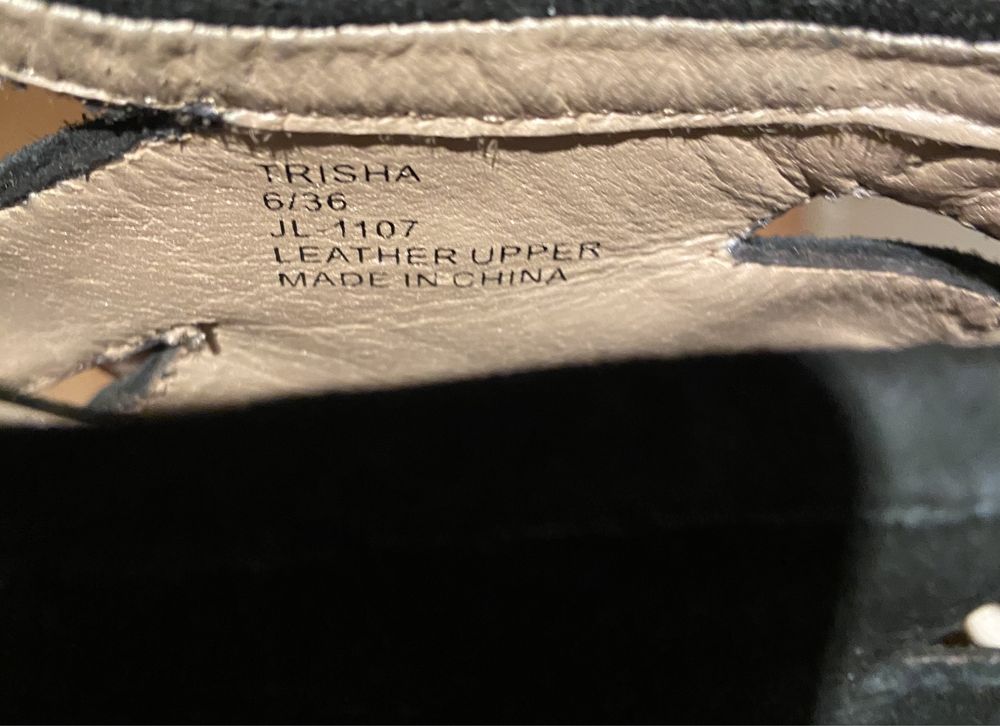 TRISHA
6/36
JL-1107
LEATHER UPPER
MADE IN CHINA